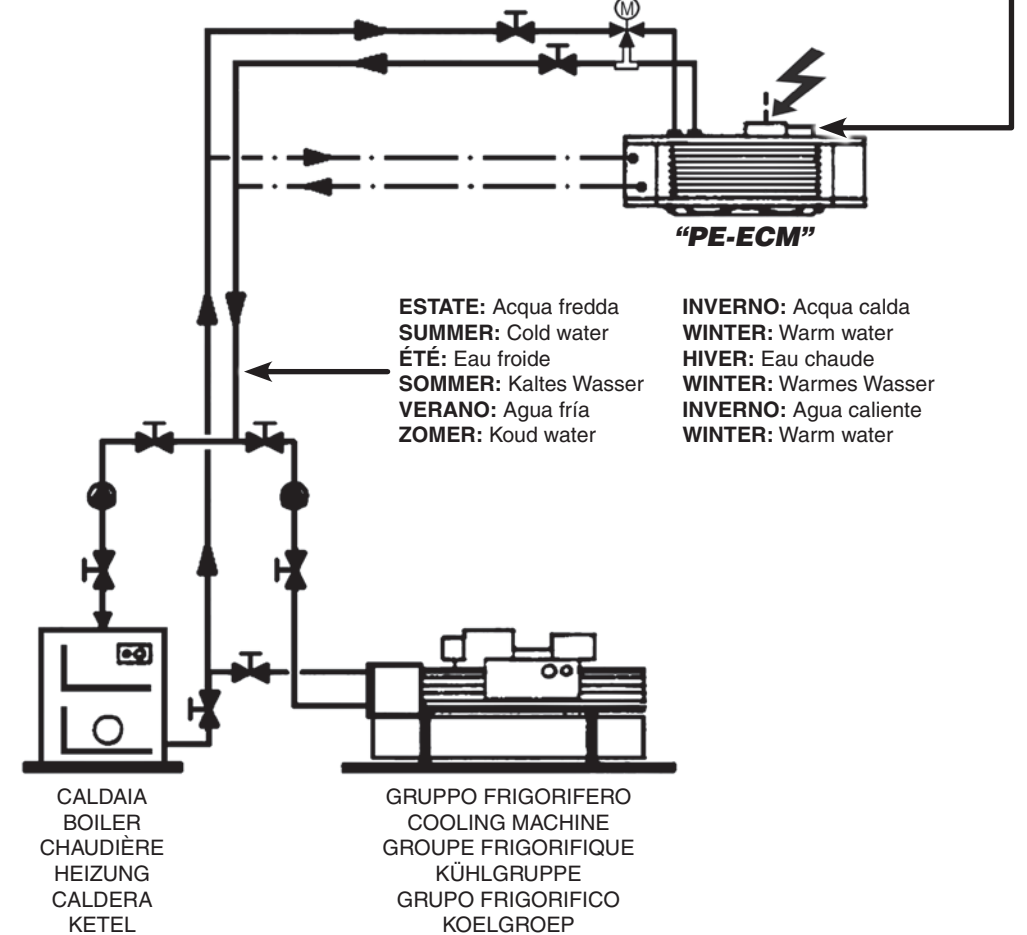 M
“PE-ECM”
ESTATE: Acqua fredda
SUMMER: Cold water
ÉTÉ: Eau froide
SOMMER: Kaltes Wasser
VERANO: Agua fría
ZOMER: Koud water
INVERNO: Acqua calda
WINTER: Warm water
HIVER: Eau chaude
WINTER: Warmes Wasser
INVERNO: Agua caliente
WINTER: Warm water
CALDAIA
BOILER
CHAUDIÈRE
HEIZUNG
CALDERA
KETEL
GRUPPO FRIGORIFERO
COOLING MACHINE
GROUPE FRIGORIFIQUE
KÜHLGRUPPE
GRUPO FRIGORIFICO
KOELGROEP